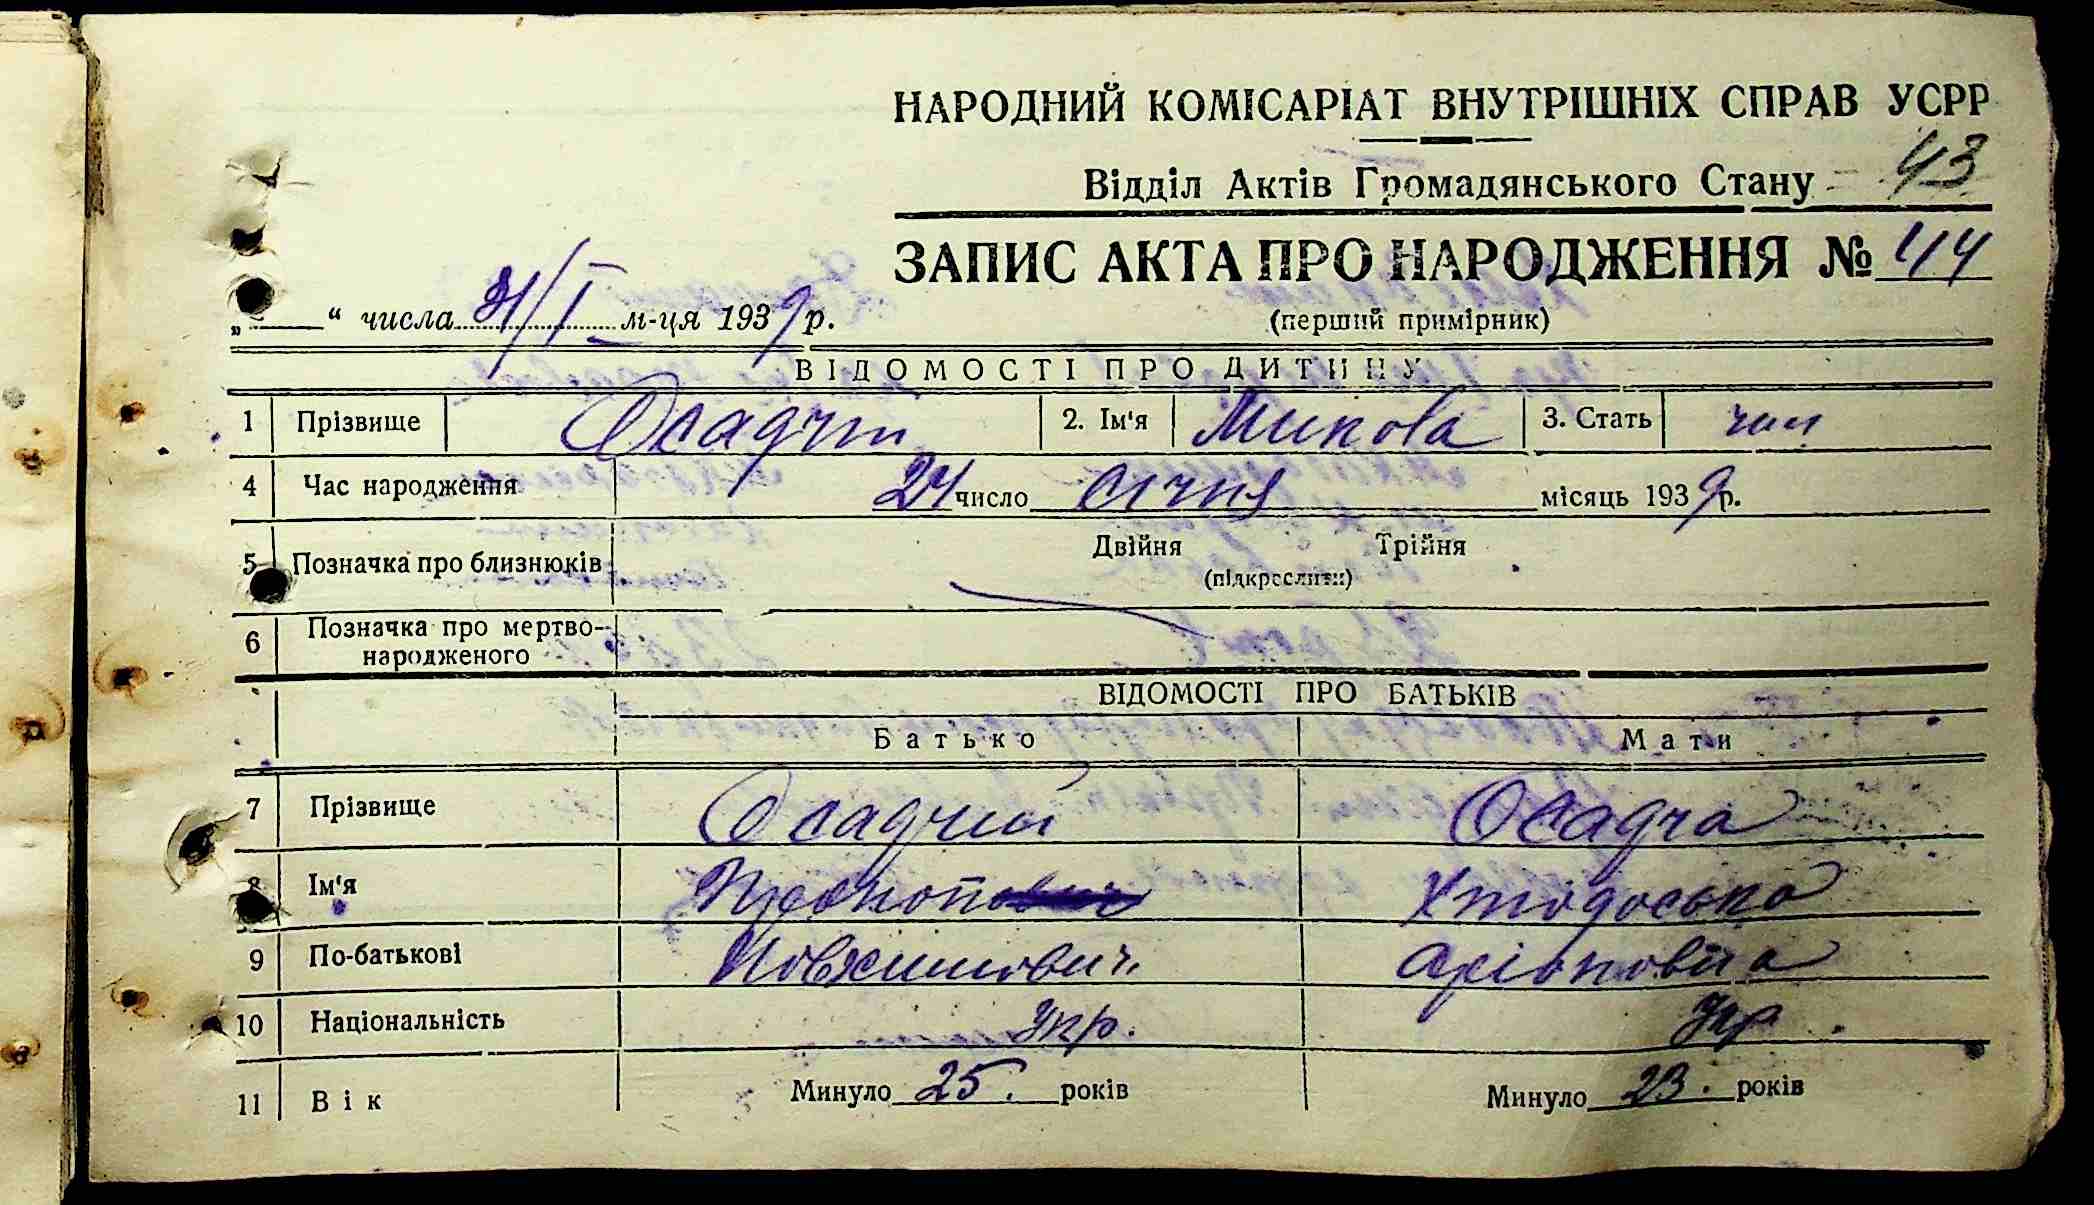 НАРОДНИЙ КОМІСАРІАТ ВНУТРІШНІХ СПРАВ УСРР
Відділ Актів Громадянського Стану 43
ЗАПИС АКТА ПРО НАРОДЖЕННЯ № 44
„—“ числа 31/I м-ця 1939 р.
(перший примірник)
ВІДОМОСТІ ПРО ДИТИНУ
1 Прізвище Осадчий 2. Ім'я Микола 3. Стать чол
4 Час народження 24 число січня місяць 1939 р.
5 Позначка про близнюків Двійня Трійня
(підкреслити)
6 Позначка про мертво-
народженого
ВІДОМОСТІ ПРО БАТЬКІВ
Батько Мати
7 Прізвище Осадчий Осадча
8 Ім'я Прокоп
9 По-батькові
10 Національність Укр. Укр
11 Вік Минуло 25. років Минуло 23. років